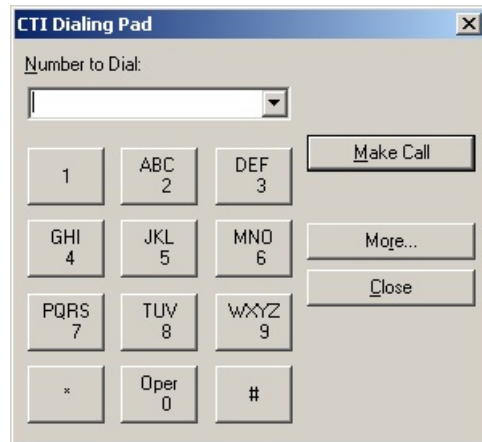 CTI Dialing Pad
Number to Dial:
Make Call
1
ABC
2
DEF
3
GHI
4
JKL
5
MNO
6
More...
Close
PQRS
7
TUV
8
WXYZ
9
*
Oper
0
#